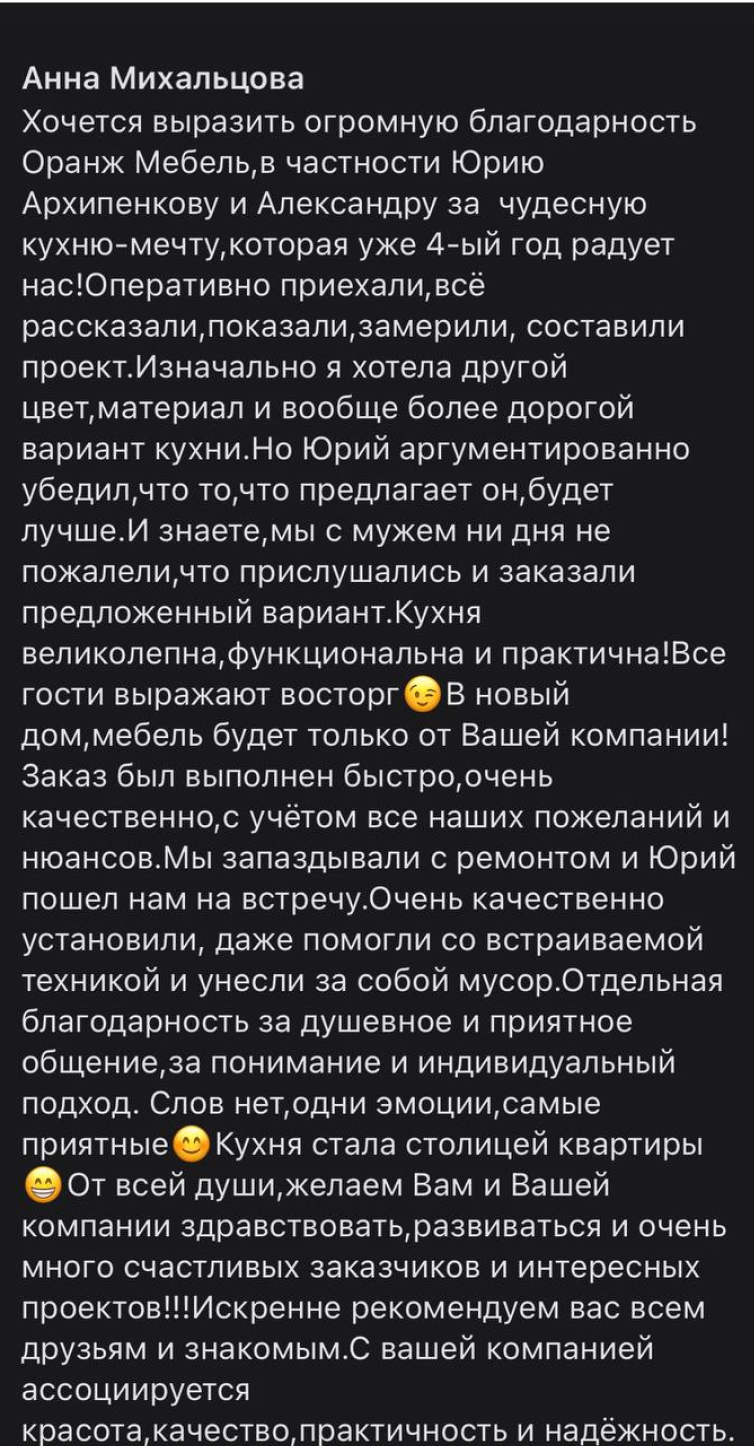 Анна Михальцова
Хочется выразить огромную благодарность
Оранж Мебель,в частности Юрию
Архипенкову и Александру за  чудесную
кухню-мечту,которая уже 4-ый год радует
нас!Оперативно приехали,всё
рассказали,показали,замерили, составили
проект.Изначально я хотела другой
цвет,материал и вообще более дорогой
вариант кухни.Но Юрий аргументированно
убедил,что то,что предлагает он,будет
лучше.И знаете,мы с мужем ни дня не
пожалели,что прислушались и заказали
предложенный вариант.Кухня
великолепна,функциональна и практична!Все
гости выражают восторг😉В новый
дом,мебель будет только от Вашей компании!
Заказ был выполнен быстро,очень
качественно,с учётом все наших пожеланий и
нюансов.Мы запаздывали с ремонтом и Юрий
пошел нам на встречу.Очень качественно
установили, даже помогли со встраиваемой
техникой и унесли за собой мусор.Отдельная
благодарность за душевное и приятное
общение,за понимание и индивидуальный
подход. Слов нет,одни эмоции,самые
приятные😊Кухня стала столицей квартиры
😁От всей души,желаем Вам и Вашей
компании здравствовать,развиваться и очень
много счастливых заказчиков и интересных
проектов!!!Искренне рекомендуем вас всем
друзьям и знакомым.С вашей компанией
ассоциируется
красота,качество,практичность и надёжность.